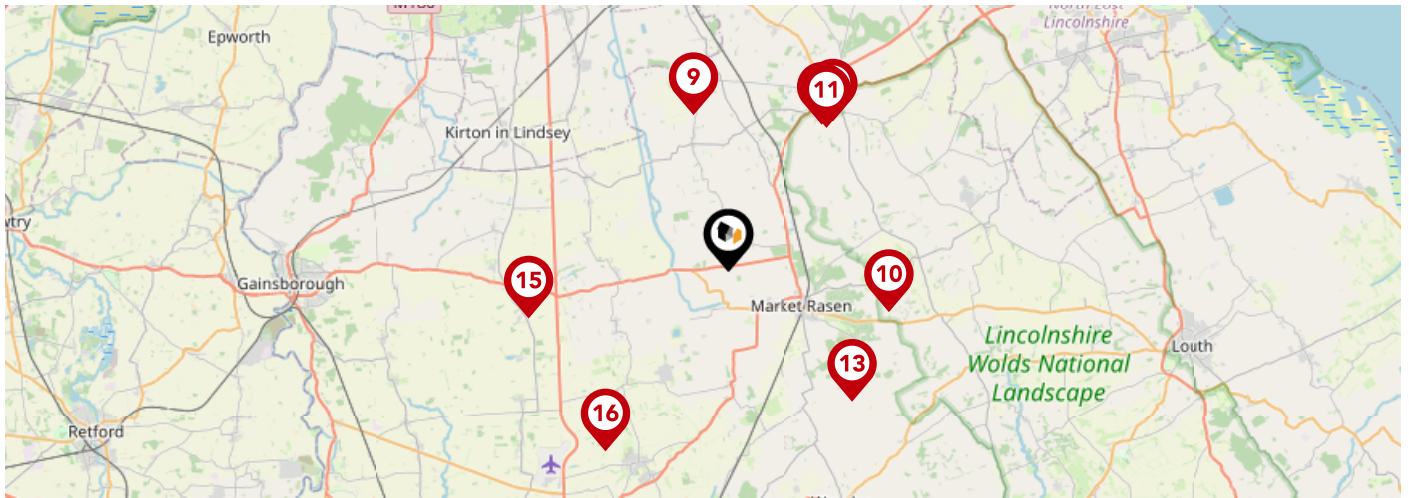 M180
North East
Lincolnshire
Epworth
9
11
Kirton in Lindsey
10
15
Gainsborough
Market Rasen
Lincolnshire
Wolds National
Landscape
Louth
13
16
Retford